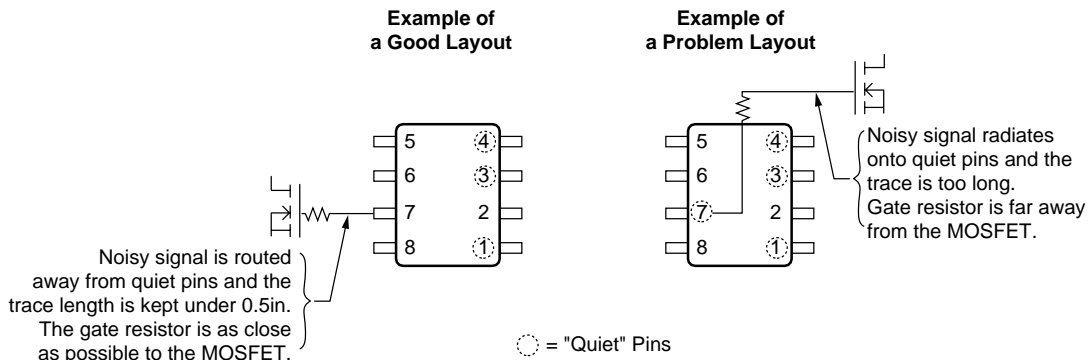 Example of
a Good Layout
Example of
a Problem Layout
5
4
6
3
7
2
8
1
Noisy signal is routed
away from quiet pins and the
trace length is kept under 0.5in.
The gate resistor is as close
as possible to the MOSFET.
5
4
6
3
7
2
8
1
Noisy signal radiates
onto quiet pins and the
trace is too long.
Gate resistor is far away
from the MOSFET.
= "Quiet" Pins